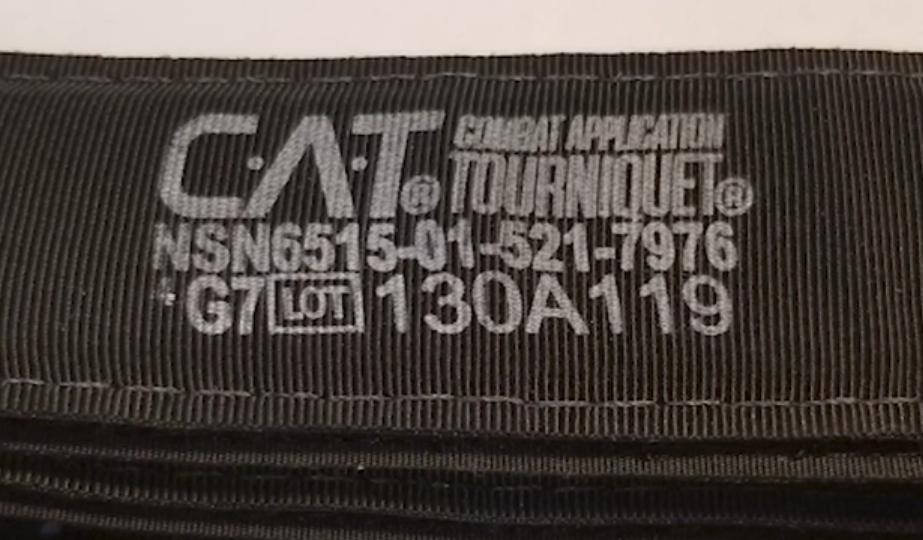 C·A·T® COMBAT APPLICATION
TOURNIQUET®
NSN6515-01-521-7976
G7 LOT 130A119